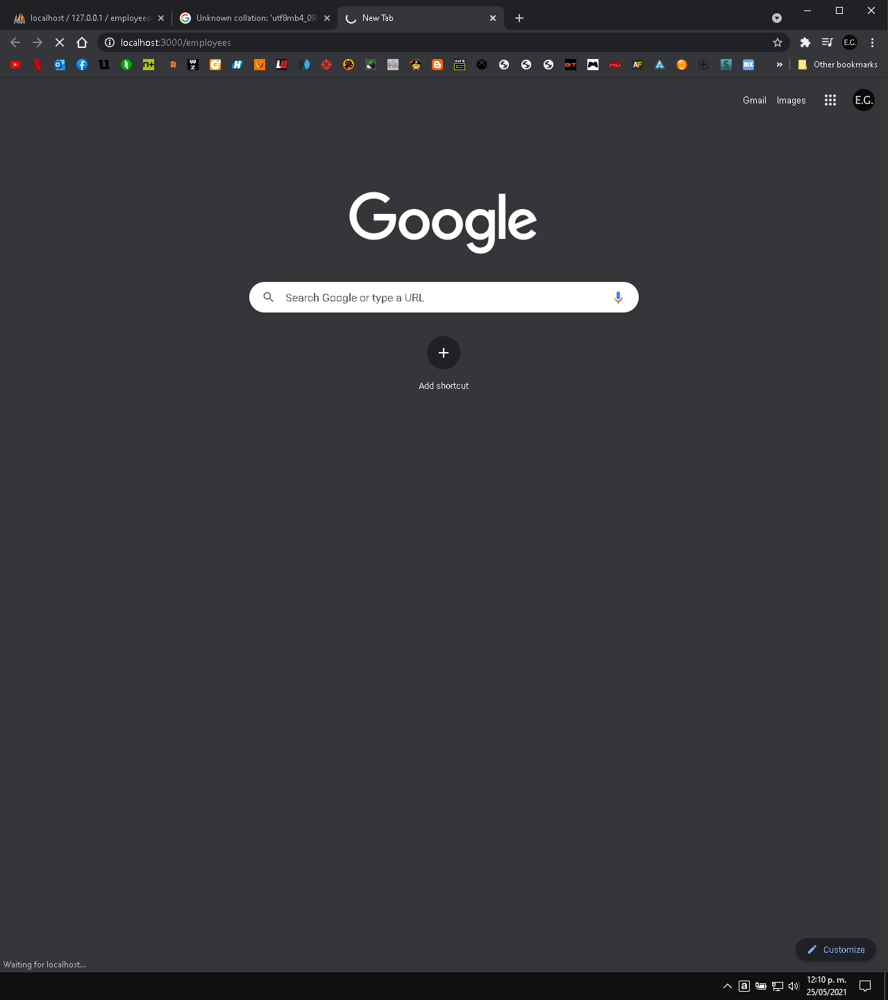 localhost / 127.0.0.1 / employeed
Unknown collation: 'utf8mb4_090
New Tab
localhost:3000/employees
E.G.
Other bookmarks
Gmail
Images
E.G.
Google
Search Google or type a URL
Add shortcut
Customize
Waiting for localhost...
12:10 p. m.
25/05/2021